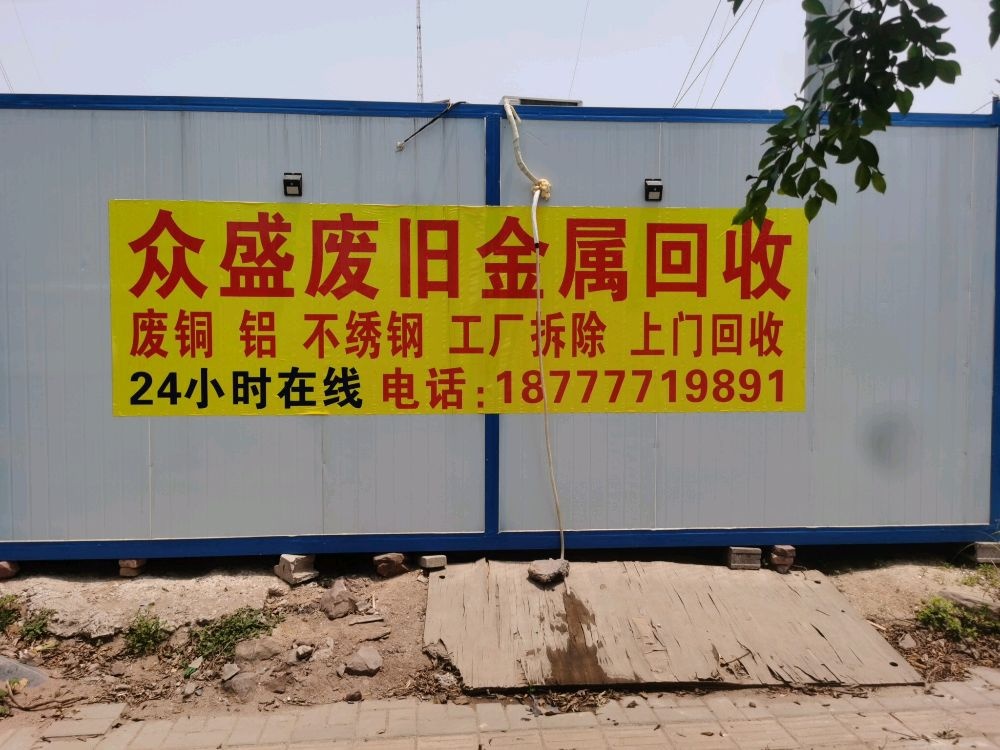 众盛废旧金属回收
废铜 铝 不绣钢 工厂拆除 上门回收
24小时在线 电话:18777719891